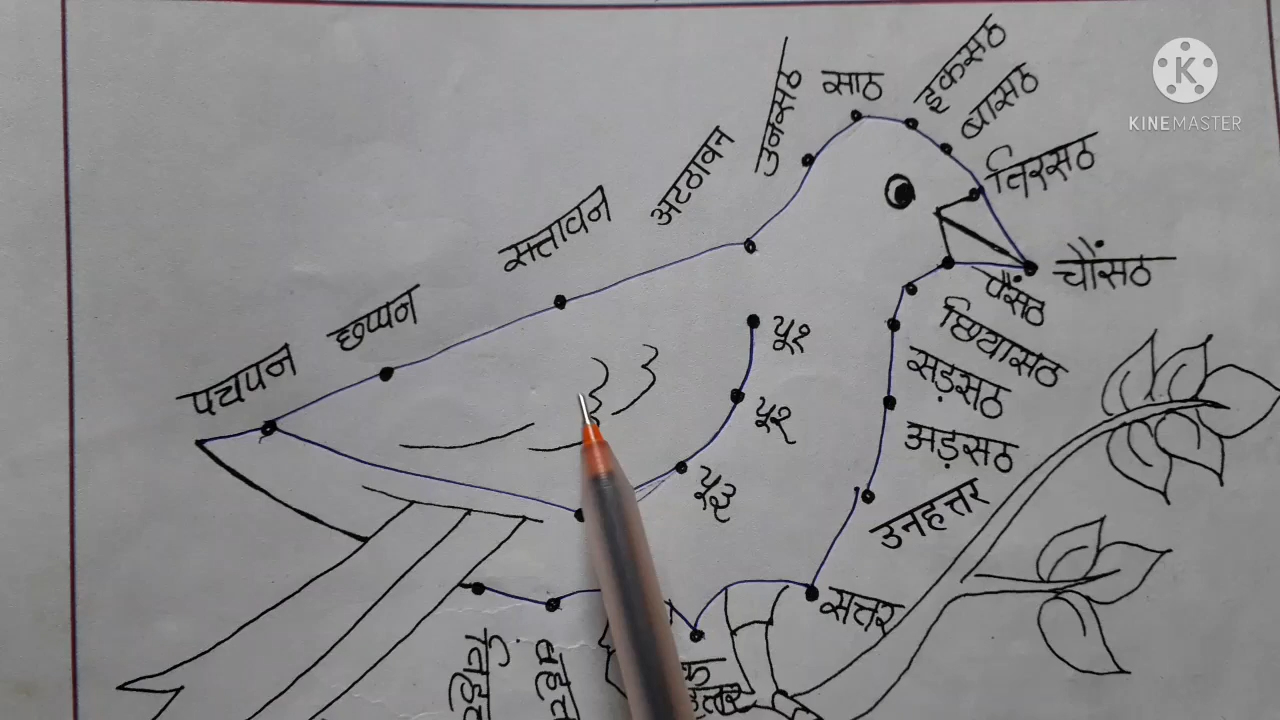 KINEMASTER
पचपन
छप्पन
सत्तावन
अटठावन
उनसठ
साठ
इकसठ
बासठ
तिरसठ
चौंसठ
पैंसठ
छियासठ
सड़सठ
अड़सठ
उनहत्तर
सत्तर
५१
५२
५३